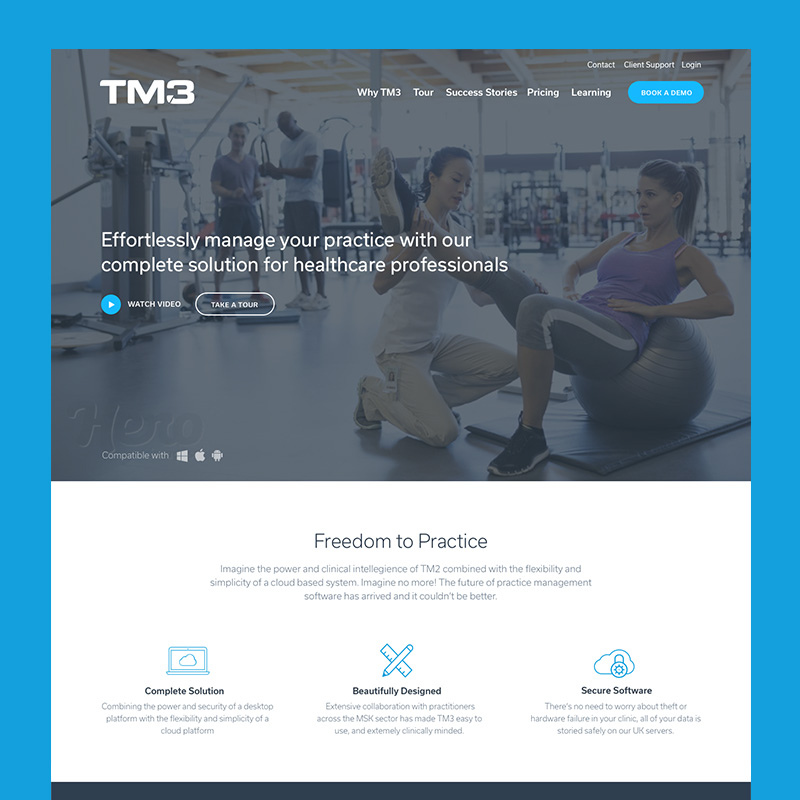 Contact Client Support Login
TM3
Why TM3 Tour Success Stories Pricing Learning BOOK A DEMO
Effortlessly manage your practice with our
complete solution for healthcare professionals
WATCH VIDEO TAKE A TOUR
Hero
Compatible with
Freedom to Practice
Imagine the power and clinical intellegience of TM2 combined with the flexibility and
simplicity of a cloud based system. Imagine no more! The future of practice management
software has arrived and it couldn't be better.
Complete Solution
Combining the power and security of a desktop
platform with the flexibility and simplicity of a
cloud platform
Beautifully Designed
Extensive collaboration with practitioners
across the MSK sector has made TM3 easy to
use, and extemely clinically minded.
Secure Software
There's no need to worry about theft or
hardware failure in your clinic, all of your data is
storied safely on our UK servers.